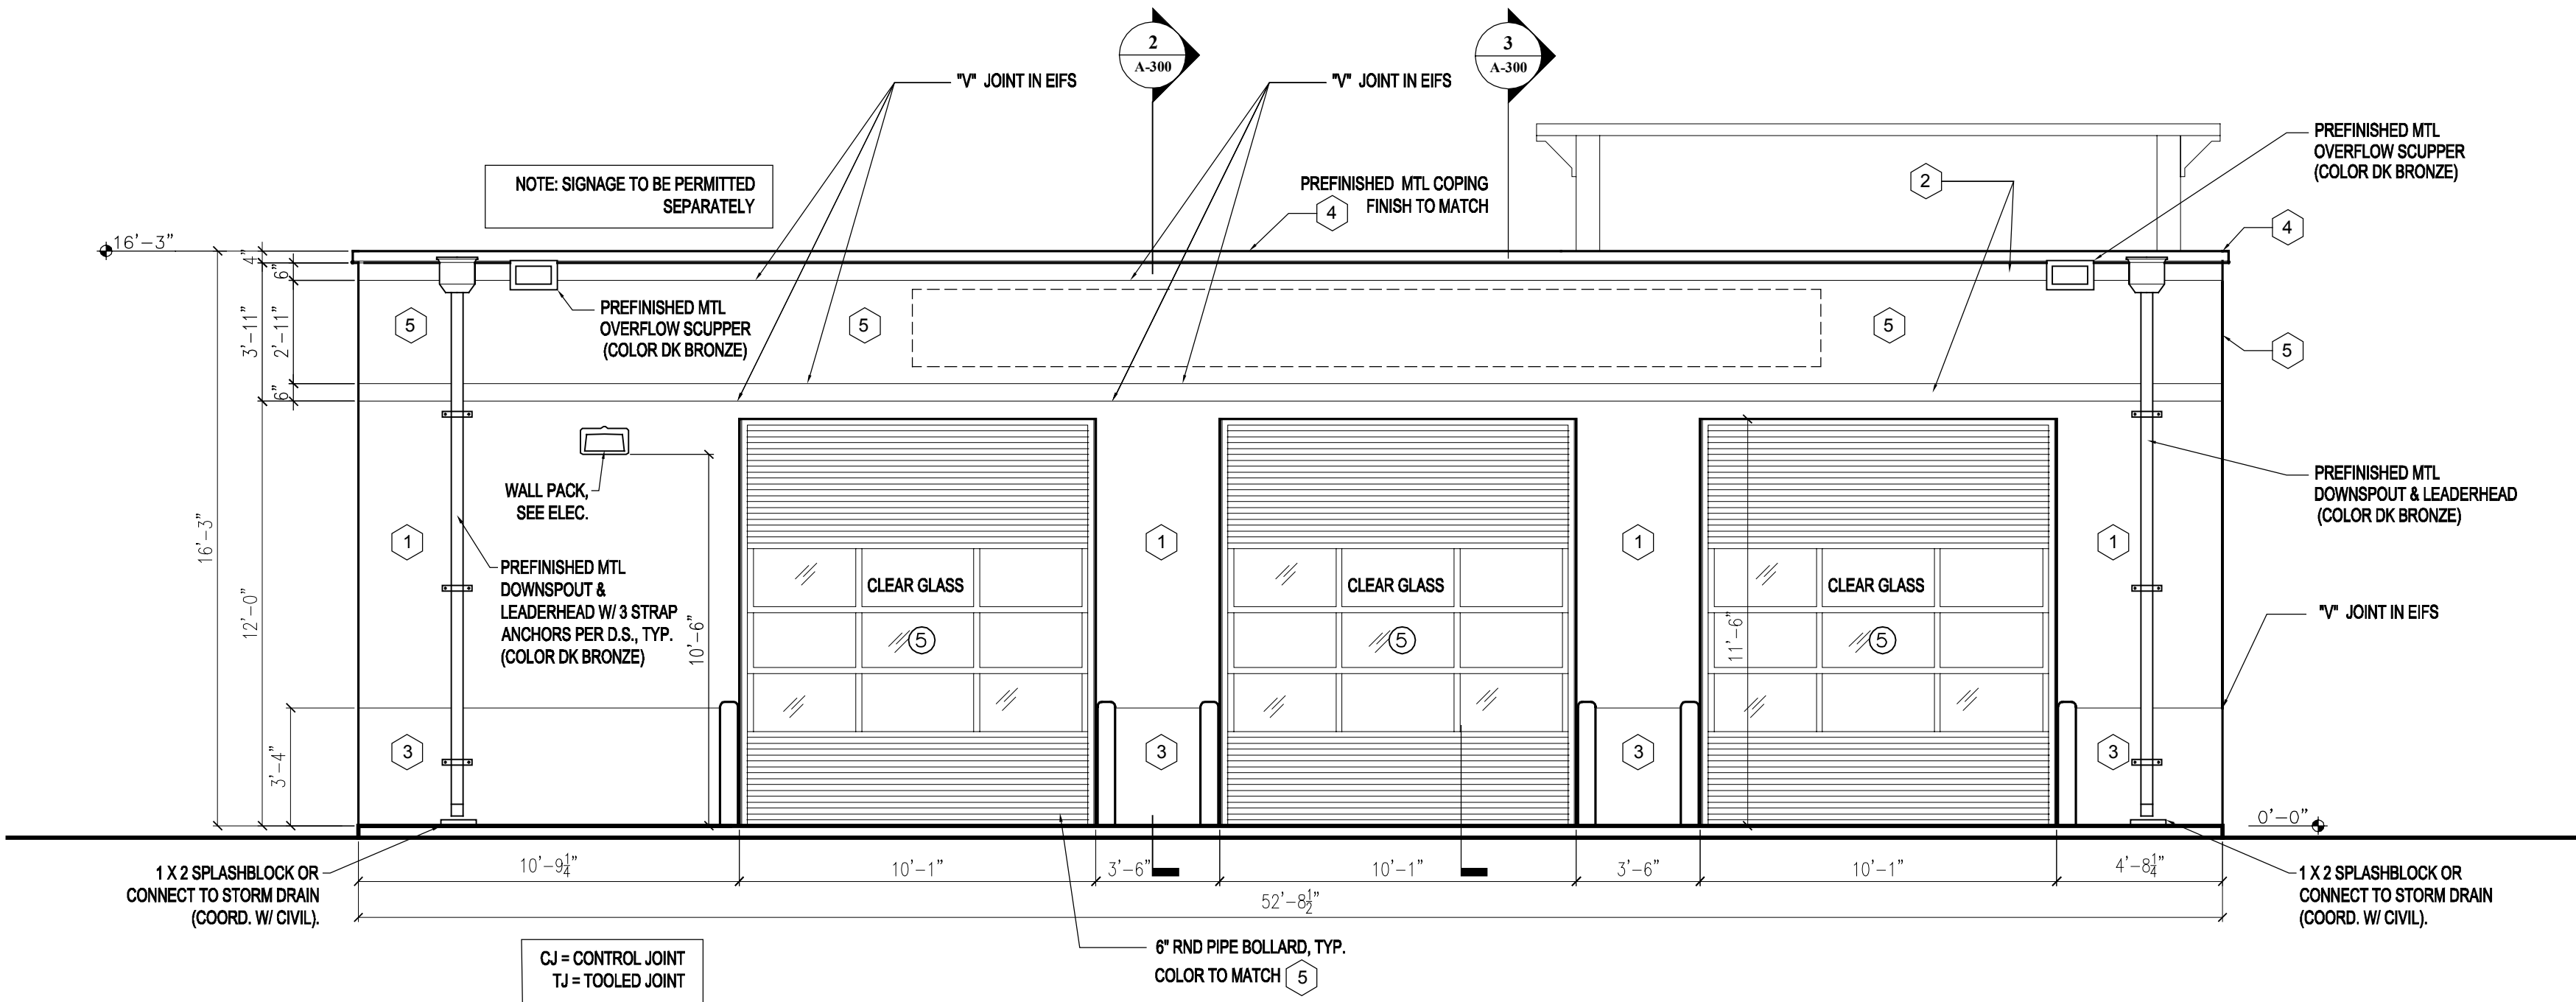 2
A-300
3
A-300
"V" JOINT IN EIFS
"V" JOINT IN EIFS
PREFINISHED MTL
OVERFLOW SCUPPER
(COLOR DK BRONZE)
NOTE: SIGNAGE TO BE PERMITTED
SEPARATELY
PREFINISHED MTL COPING
4 FINISH TO MATCH
2
4
16'-3"
4"
6"
3'-11"
2'-11"
6"
5
PREFINISHED MTL
OVERFLOW SCUPPER
(COLOR DK BRONZE)
5
5
5
WALL PACK,
SEE ELEC.
PREFINISHED MTL
DOWNSPOUT & LEADERHEAD
(COLOR DK BRONZE)
16'-3"
12'-0"
1
PREFINISHED MTL
DOWNSPOUT &
LEADERHEAD W/ 3 STRAP
ANCHORS PER D.S., TYP.
(COLOR DK BRONZE)
10'-6"
CLEAR GLASS
5
1
CLEAR GLASS
5
1
11'-6"
CLEAR GLASS
5
1
"V" JOINT IN EIFS
3'-4"
3
3
3
3
0'-0"
1 X 2 SPLASHBLOCK OR
CONNECT TO STORM DRAIN
(COORD. W/ CIVIL).
10'-9¼"
10'-1"
3'-6"
10'-1"
3'-6"
10'-1"
4'-8¼"
52'-8½"
1 X 2 SPLASHBLOCK OR
CONNECT TO STORM DRAIN
(COORD. W/ CIVIL).
CJ = CONTROL JOINT
TJ = TOOLED JOINT
6" RND PIPE BOLLARD, TYP.
COLOR TO MATCH 5